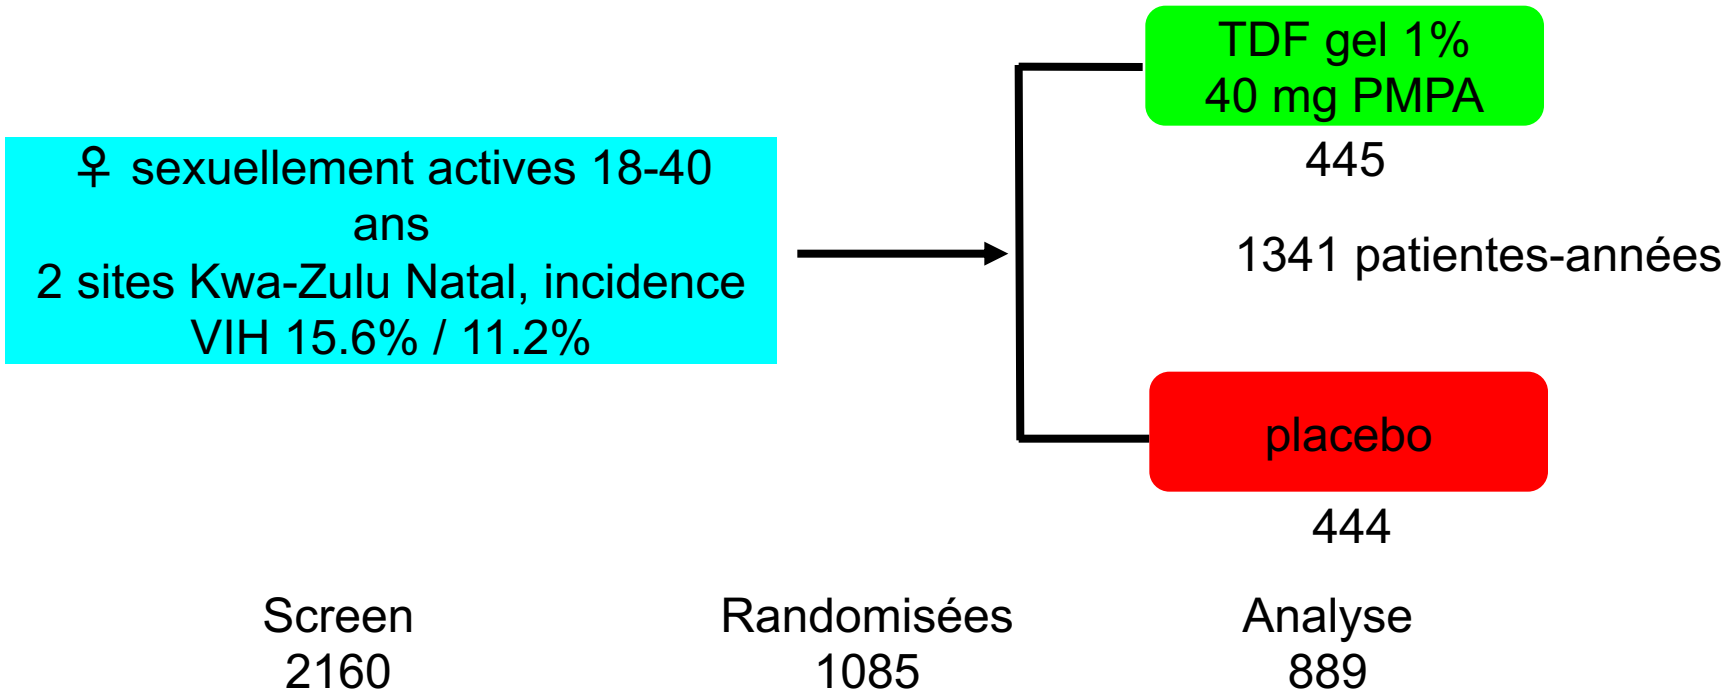 ♀ sexuellement actives 18-40
ans
2 sites Kwa-Zulu Natal, incidence
VIH 15.6% / 11.2%
TDF gel 1%
40 mg PMPA
445
1341 patientes-années
placebo
444
Screen
2160
Randomisées
1085
Analyse
889